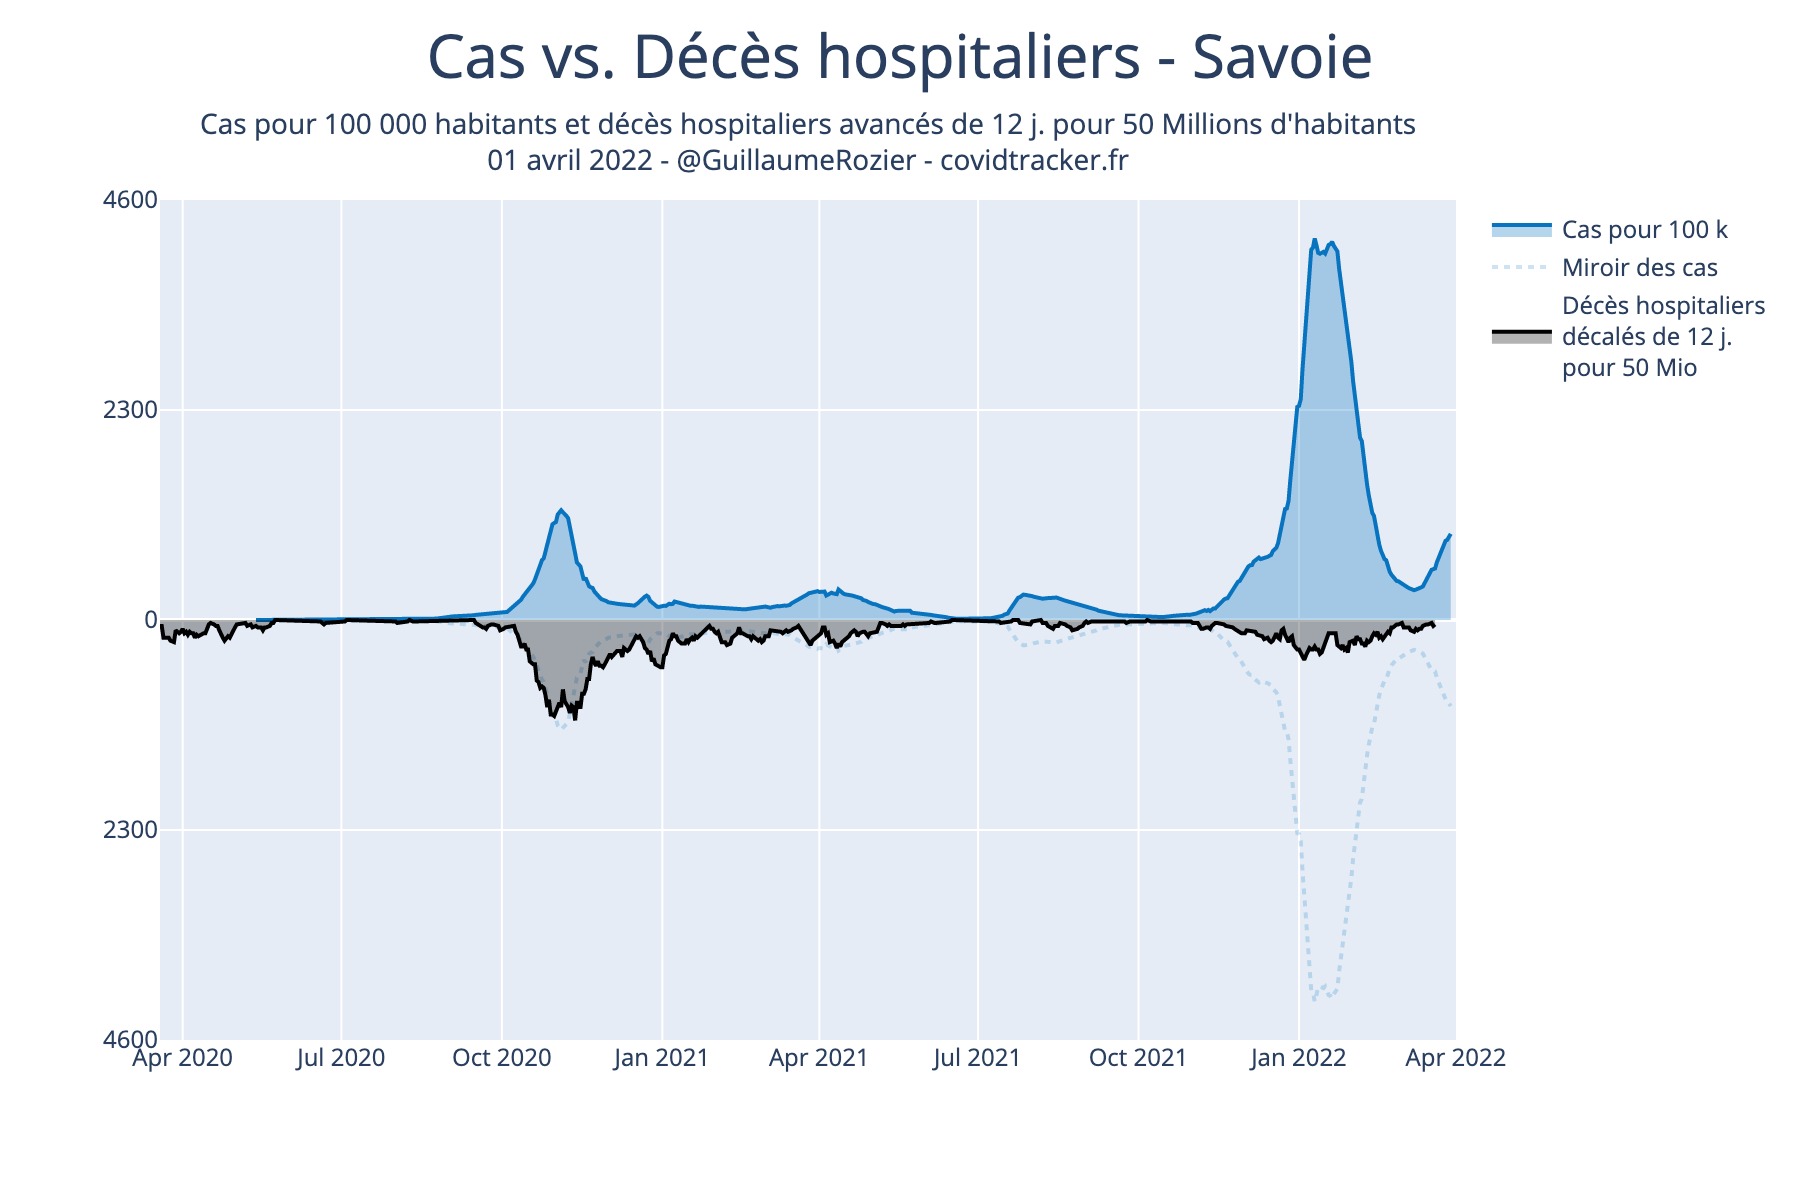 Cas vs. Décès hospitaliers - Savoie
Cas pour 100 000 habitants et décès hospitaliers avancés de 12 j. pour 50 Millions d'habitants
01 avril 2022 - @GuillaumeRozier - covidtracker.fr
4600
2300
0
2300
4600
Apr 2020
Jul 2020
Oct 2020
Jan 2021
Apr 2021
Jul 2021
Oct 2021
Jan 2022
Apr 2022
Cas pour 100 k
Miroir des cas
Décès hospitaliers
décalés de 12 j.
pour 50 Mio